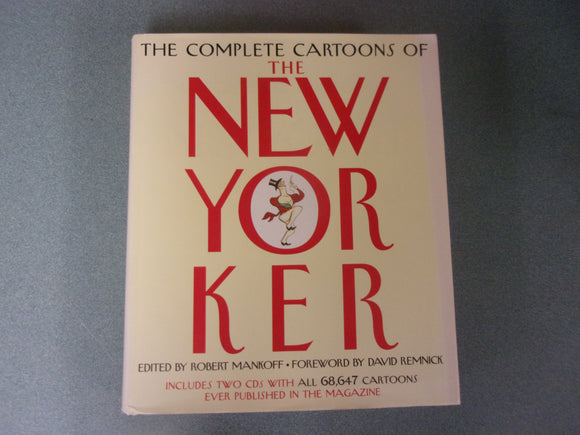 THE COMPLETE CARTOONS OF
THE
NEW
YOR
KER
EDITED BY ROBERT MANKOFF • FOREWORD BY DAVID REMNICK
INCLUDES TWO CDs WITH ALL 68,647 CARTOONS
EVER PUBLISHED IN THE MAGAZINE